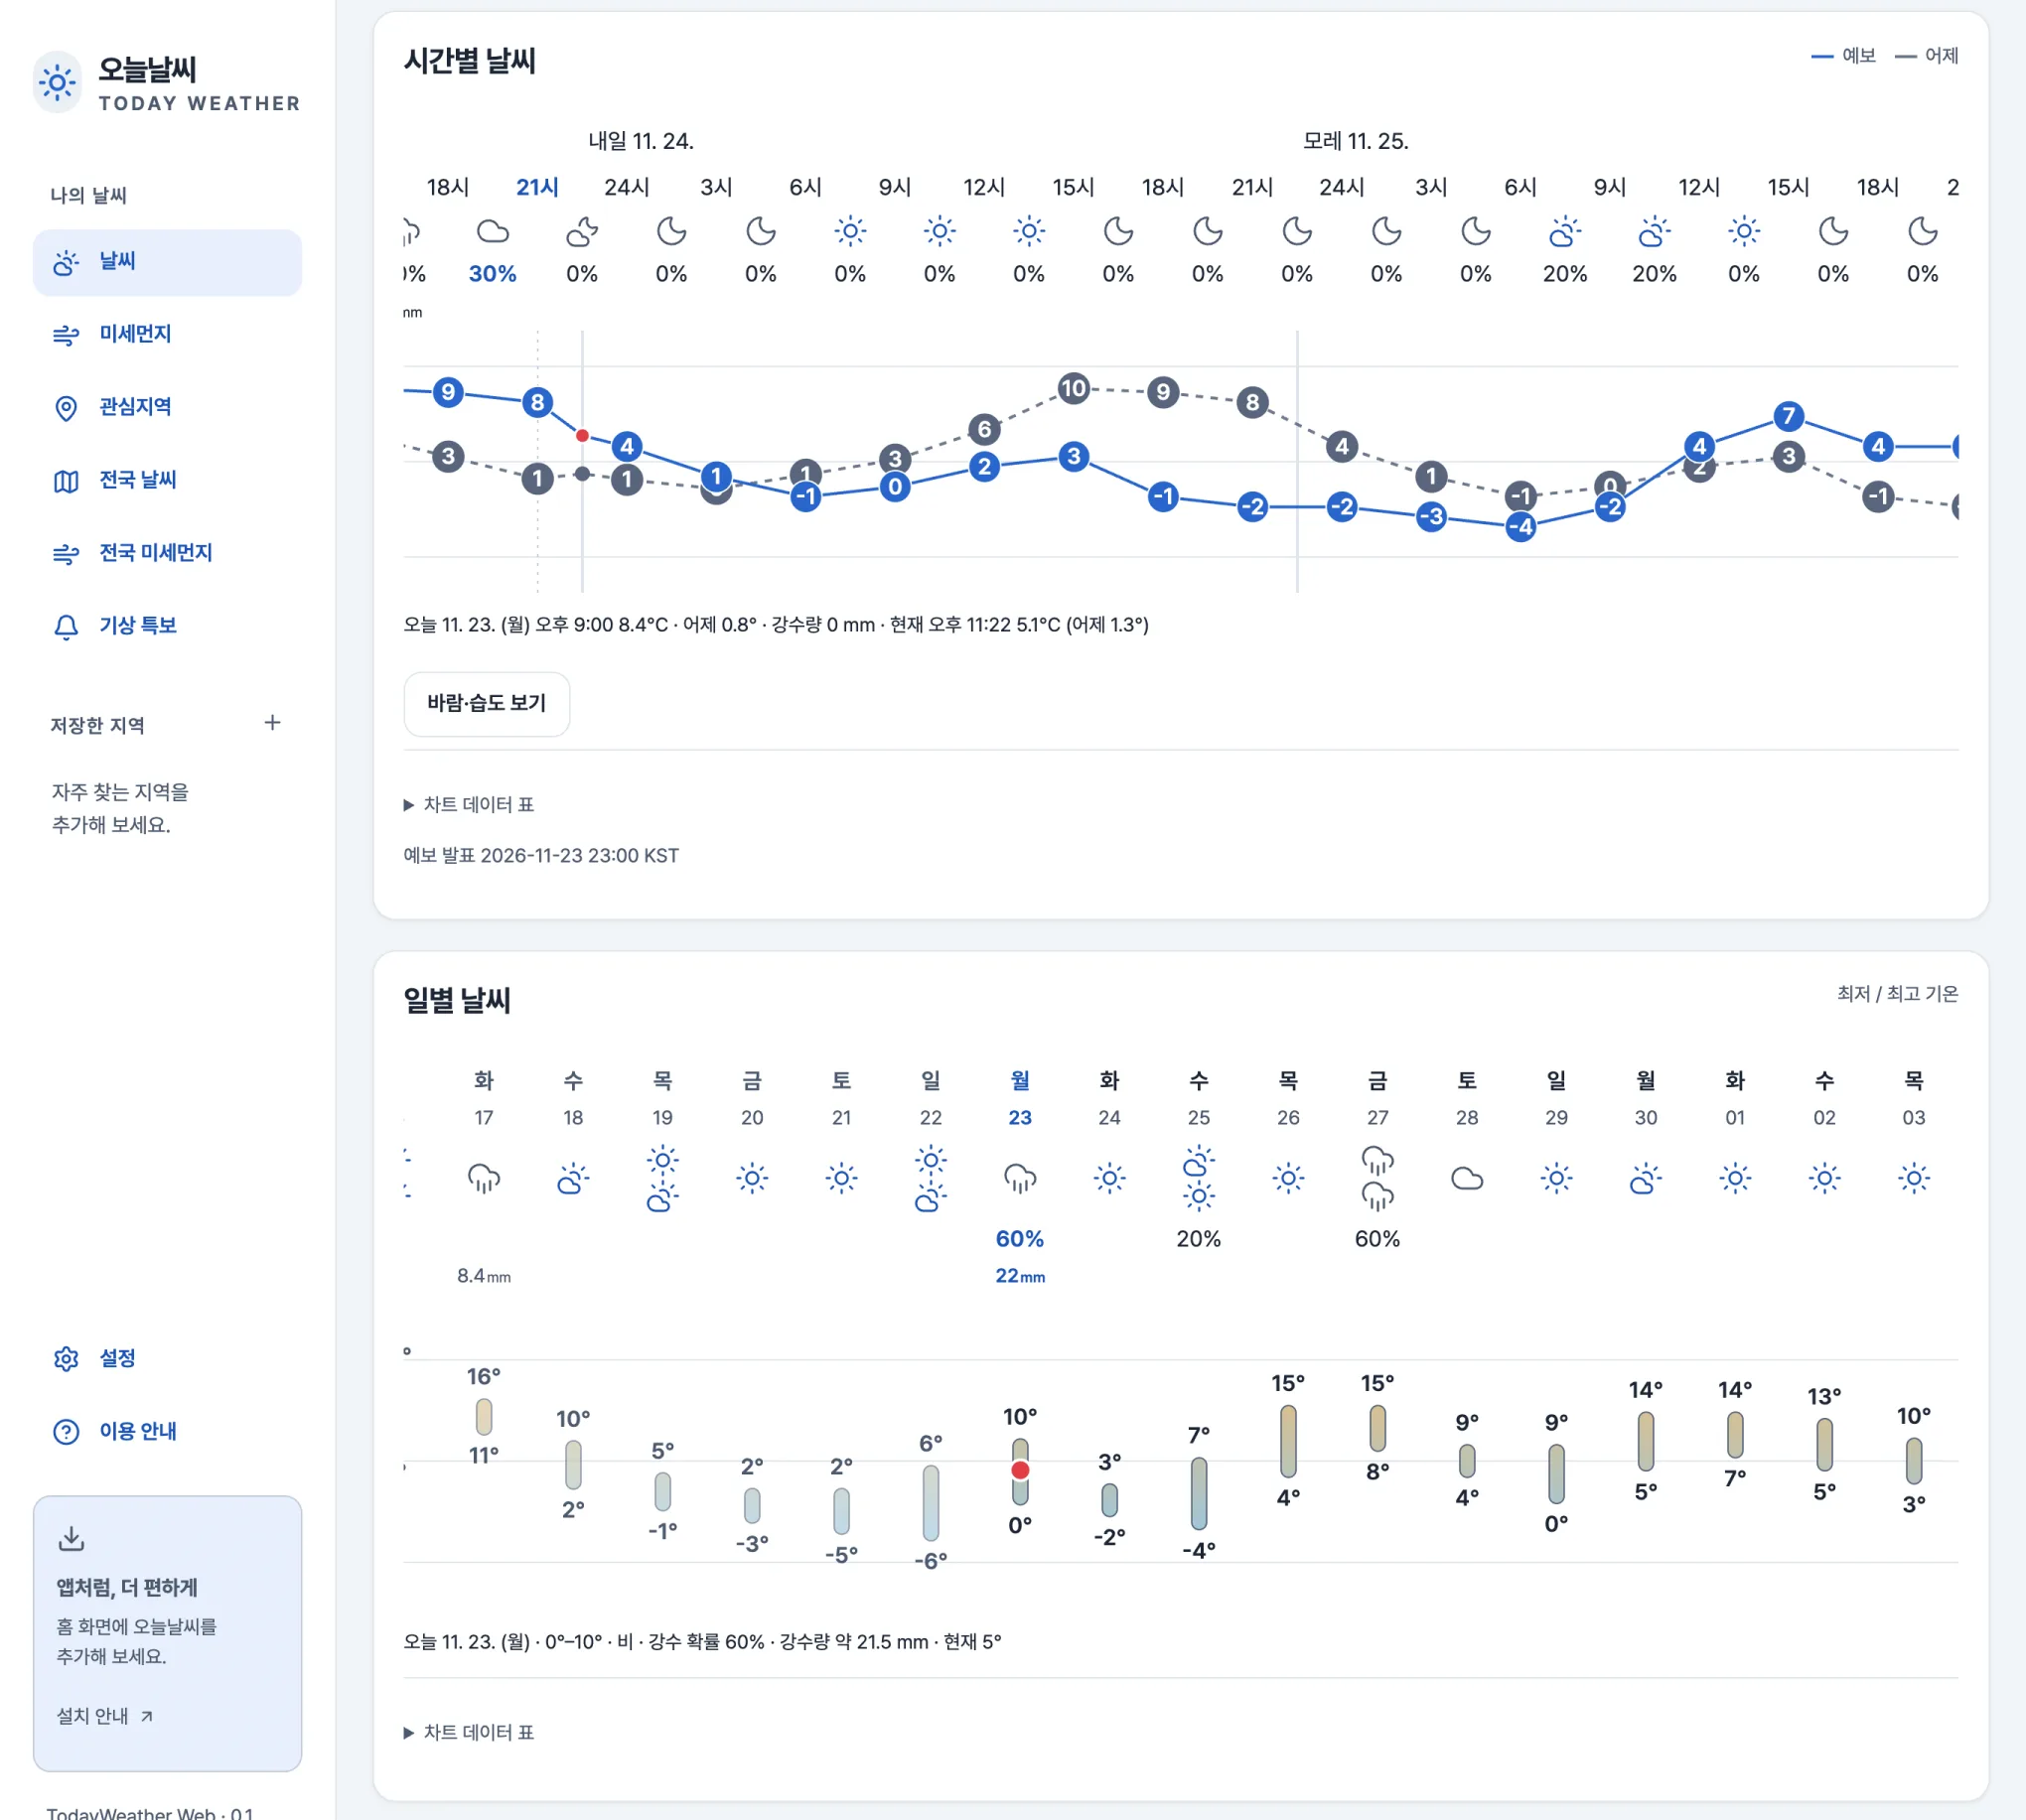 오늘날씨
TODAY WEATHER
나의 날씨
날씨
미세먼지
관심지역
전국 날씨
전국 미세먼지
기상 특보
저장한 지역 +
자주 찾는 지역을
추가해 보세요.
설정
이용 안내
앱처럼, 더 편하게
홈 화면에 오늘날씨를
추가해 보세요.
설치 안내
TodayWeather Web · 0.1
시간별 날씨
예보 어제
내일 11. 24. 모레 11. 25.
18시 21시 24시 3시 6시 9시 12시 15시 18시 21시 24시 3시 6시 9시 12시 15시 18시 2
% 30% 0% 0% 0% 0% 0% 0% 0% 0% 0% 0% 0% 20% 20% 0% 0% 0%
mm
9 8 4 1 -1 0 2 3 -1 -2 -2 -3 -4 -2 4 7 4
3 1 1 1 3 6 10 9 8 4 1 -1 0 2 3 -1
오늘 11. 23. (월) 오후 9:00 8.4°C · 어제 0.8° · 강수량 0 mm · 현재 오후 11:22 5.1°C (어제 1.3°)
바람·습도 보기
▶ 차트 데이터 표
예보 발표 2026-11-23 23:00 KST
일별 날씨
최저 / 최고 기온
화 수 목 금 토 일 월 화 수 목 금 토 일 월 화 수 목
17 18 19 20 21 22 23 24 25 26 27 28 29 30 01 02 03
60% 20% 60%
8.4mm 22mm
16° 10° 5° 2° 2° 6° 10° 3° 7° 15° 15° 9° 9° 14° 14° 13° 10°
11° 2° -1° -3° -5° -6° 0° -2° -4° 4° 8° 4° 0° 5° 7° 5° 3°
오늘 11. 23. (월) · 0°–10° · 비 · 강수 확률 60% · 강수량 약 21.5 mm · 현재 5°
▶ 차트 데이터 표